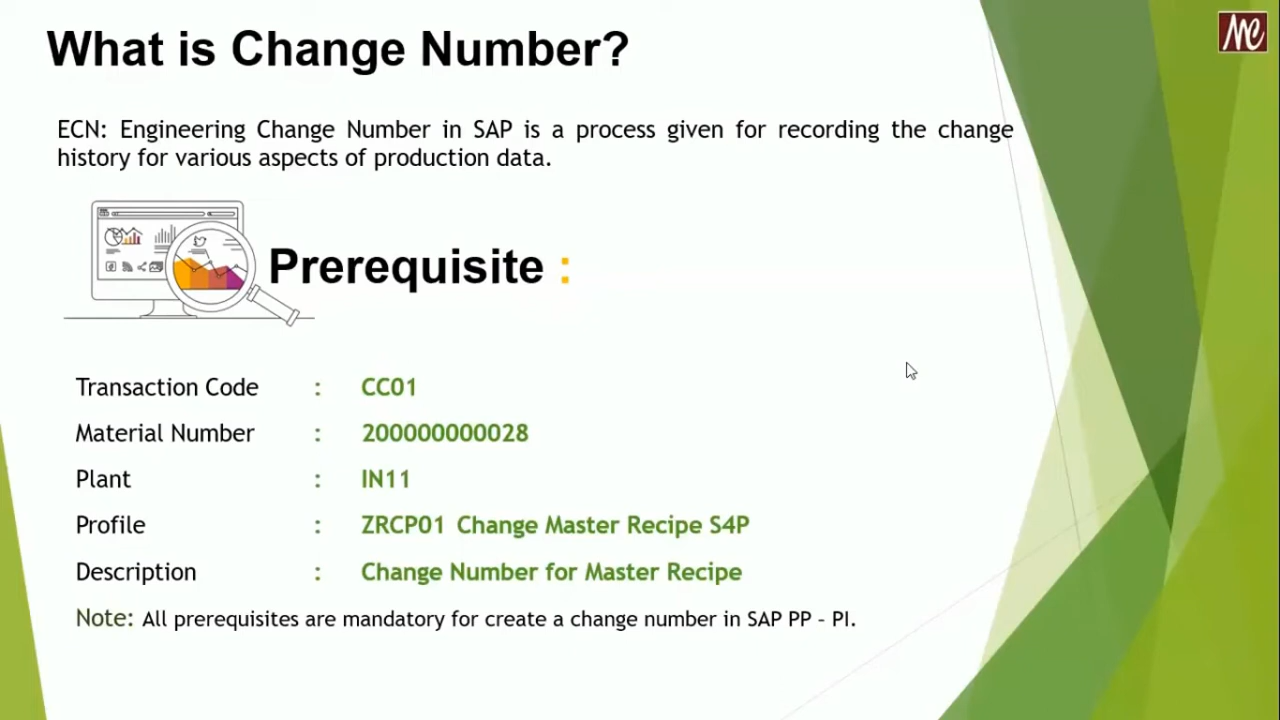 What is Change Number?
ECN: Engineering Change Number in SAP is a process given for recording the change
history for various aspects of production data.
Prerequisite :
Transaction Code : CC01
Material Number : 200000000028
Plant : IN11
Profile : ZRCP01 Change Master Recipe S4P
Description : Change Number for Master Recipe
Note: All prerequisites are mandatory for create a change number in SAP PP – PI.